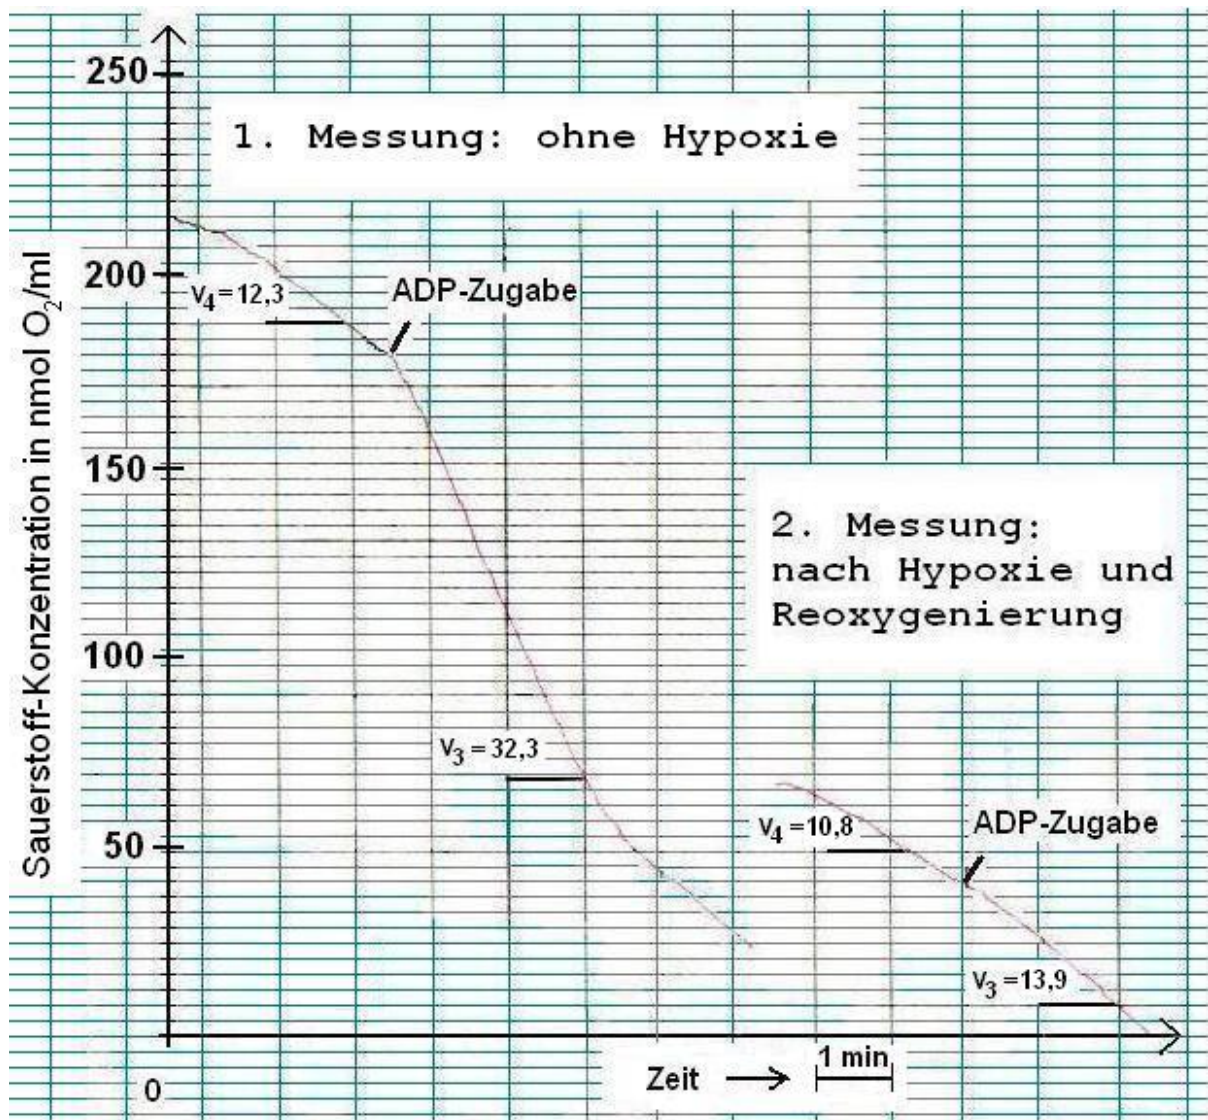 250
1. Messung: ohne Hypoxie
Sauerstoff-Konzentration in nmol O₂/ml
200
V₄=12,3
ADP-Zugabe
150
2. Messung:
nach Hypoxie und
Reoxygenierung
100
V₃ = 32,3
50
V₄ =10,8
ADP-Zugabe
V₃ =13,9
1 min
Zeit
0